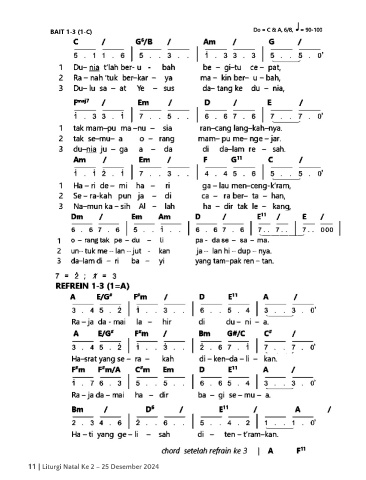 BAIT 1-3 (1-C) Do = C & A, 6/8, ♩ = 90-100
C / G⁶/B / Am / G /
5 . 1 1 . 6 | 5 . . 3 . . | 1 . 3 3 . 3 | 5 . . 5 . 0'
1 Du– nia t'lah ber- u - bah be – gi–tu ce – pat,
2 Ra – nah 'tuk ber–kar – ya ma – kin ber– u – bah,
3 Du– lu sa – at Ye – sus da– tang ke du – nia,
Fᵐᵃʲ⁷ / Em / D / E /
1 . 3 3 . 1 | 7 . . 5 . . | 6 . 6 7 . 6 | 5 . . 7 . . 0'
1 tak mam–pu ma –nu – sia ran–cang lang–kah–nya.
2 tak se–mu– a o – rang mam– pu me– nge – jar.
3 du–nia ju – ga a – da di da–lam re – sah.
Am / Em / F G¹¹ C /
1 . 1 2 . 1 | 7 . . 3 . . | 4 . 4 5 . 6 | 5 . . 5 . 0'
1 Ha – ri de – mi ha – ri ga – lau men–ceng–k'ram,
2 Se – ra–kah pun ja – di ca – ra ber– ta – han,
3 Na–mun ka – sih Al – lah ha – dir tak le – kang,
Dm / Em Am D / E¹¹ / E /
6 . 6 7 . 6 | 5 . . 1 . . | 6 . 6 7 . 6 | 7 . . 7 . . | 7 . . 000
1 o – rang tak pe – du – li pa - da se – sa – ma.
2 un– tuk me – lan – jut - kan ja – lan hi – dup – nya.
3 da–lam di – ri ba – yi yang tam–pak ren – tan.
7 = 2 ; 1 = 3
REFREIN 1-3 (1=A)
A E/G# F#m / D E¹¹ A /
3 . 4 5 . 2 | 1 . . 3 . . | 6 . . 5 . 4 | 3 . . 3 . 0'
Ra – ja da - mai la – hir di du – ni – a.
A E/G# F#m / Bm G#/C C# /
3 . 4 5 . 2 | 1 . . 3 . . | 2 . 6 7 . 1 | 7 . . 7 . 0'
Ha–srat yang se – ra – kah di – ken–da – li – kan.
F#m F#m/A C#m Em D E¹¹ A /
1 . 7 6 . 3 | 5 . . 5 . . | 6 . 6 5 . 4 | 3 . . 3 . 0'
Ra – ja da – mai ha – dir ba – gi se – mu – a.
Bm / D⁶ / E¹¹ / A /
2 . 3 4 . 6 | 2 . . 6 . . | 5 . . 4 . 2 | 1 . . 1 . 0'
Ha – ti yang ge – li – sah di – ten – t'ram–kan.
chord setelah refrain ke 3 | A F¹¹
11 | Liturgi Natal Ke 2 – 25 Desember 2024